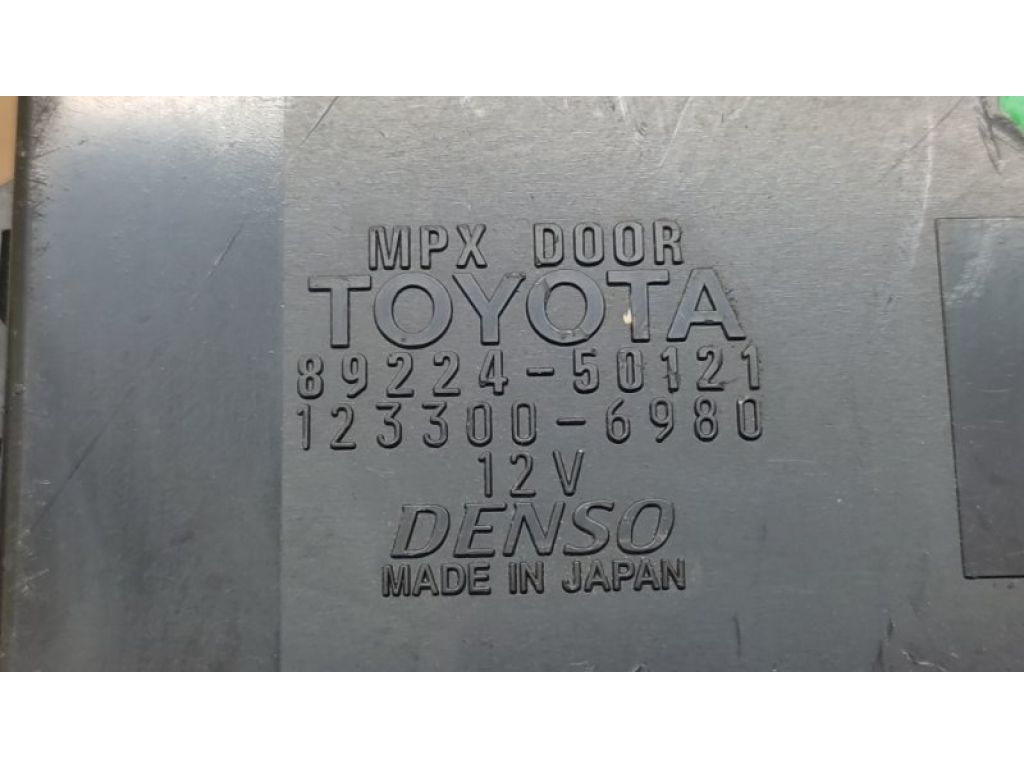 MPX DOOR
TOYOTA
89224-50121
123300-6980
12V
DENSO
MADE IN JAPAN